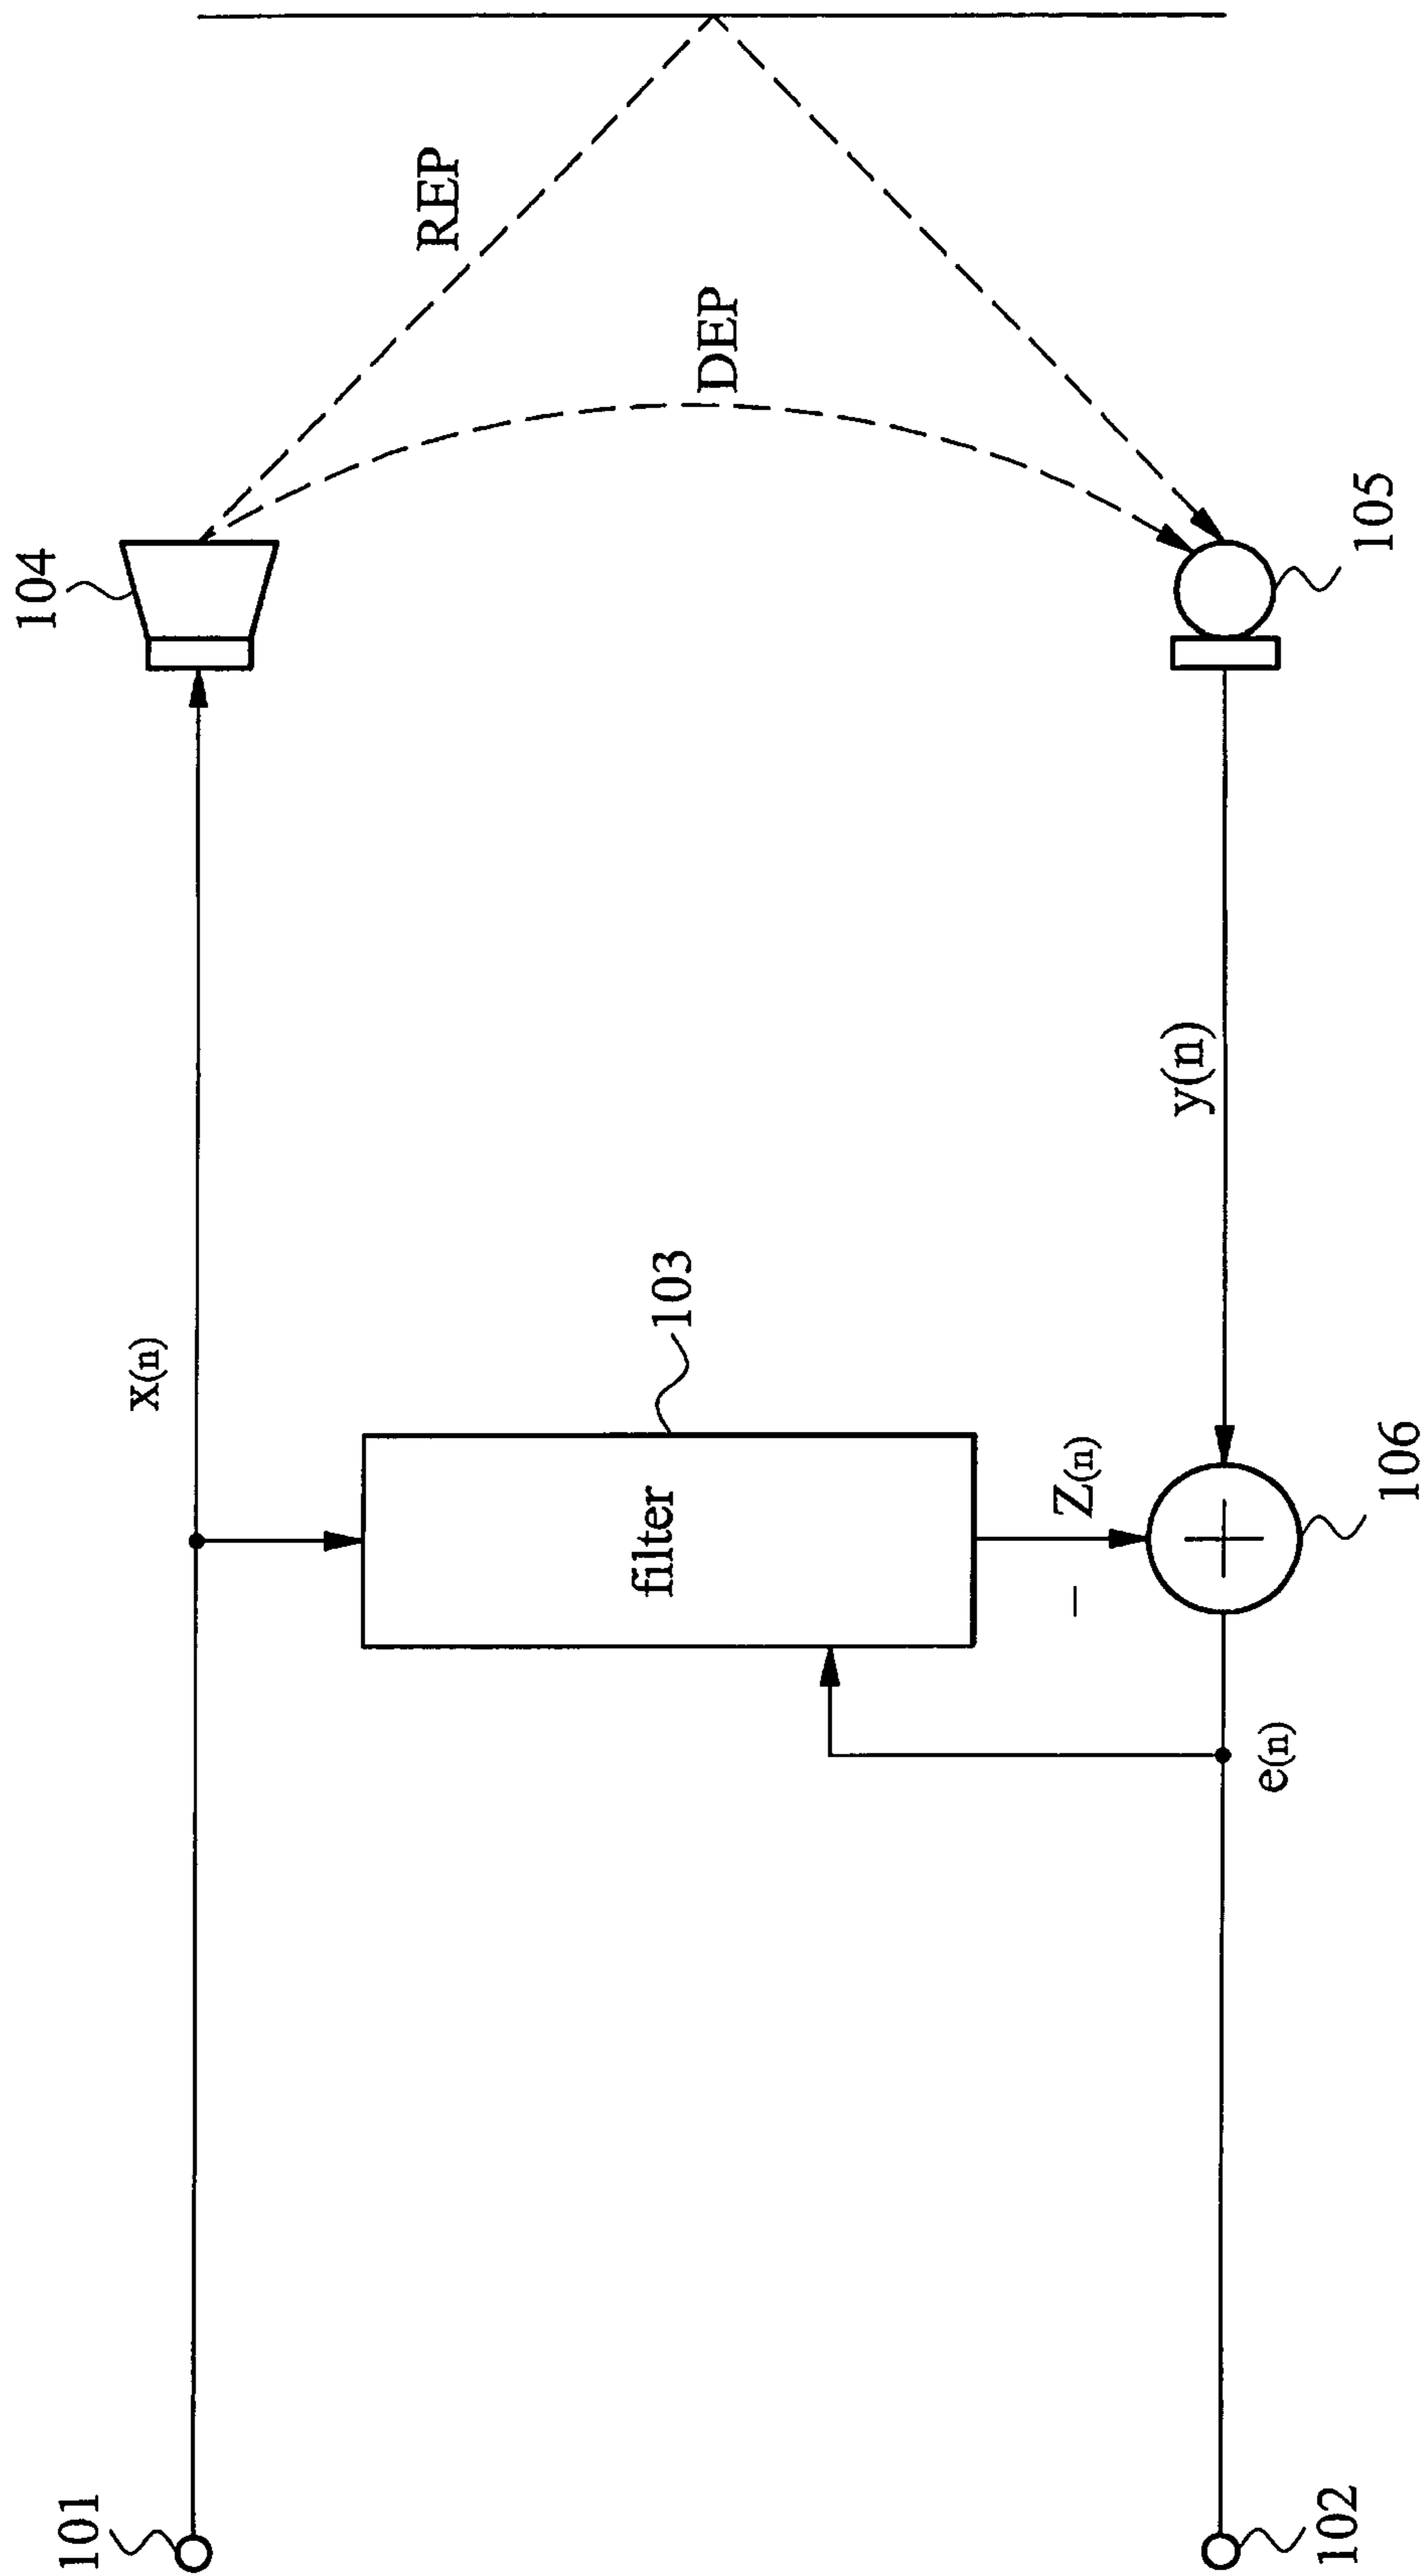 101
x(n)
104
REP
DEP
filter
103
Z(n)
−
y(n)
105
106
e(n)
102